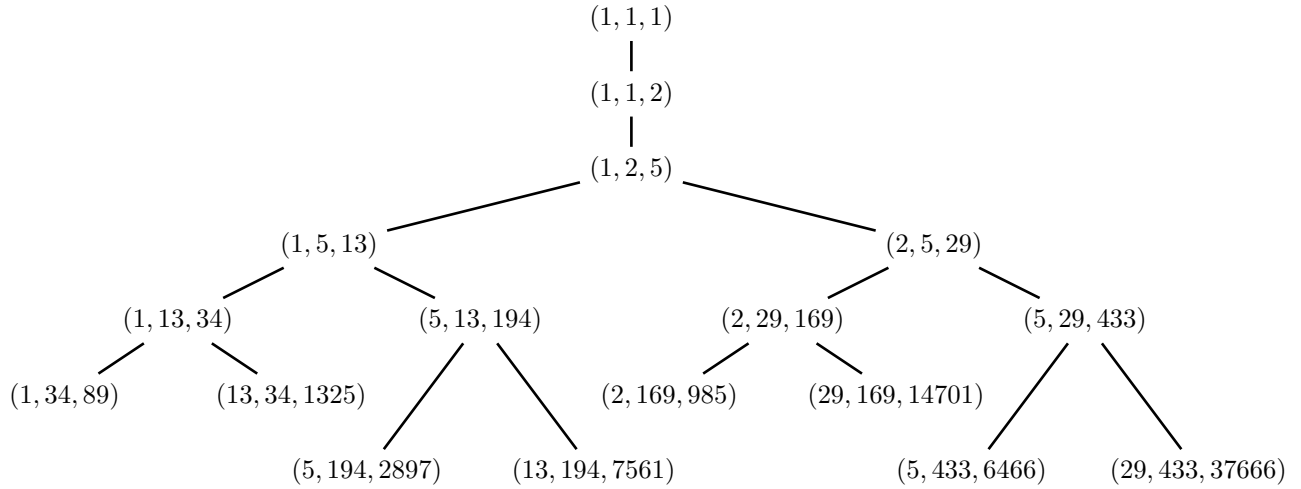 (1, 1, 1)
(1, 1, 2)
(1, 2, 5)
(1, 5, 13) (2, 5, 29)
(1, 13, 34) (5, 13, 194) (2, 29, 169) (5, 29, 433)
(1, 34, 89) (13, 34, 1325) (2, 169, 985) (29, 169, 14701)
(5, 194, 2897) (13, 194, 7561) (5, 433, 6466) (29, 433, 37666)